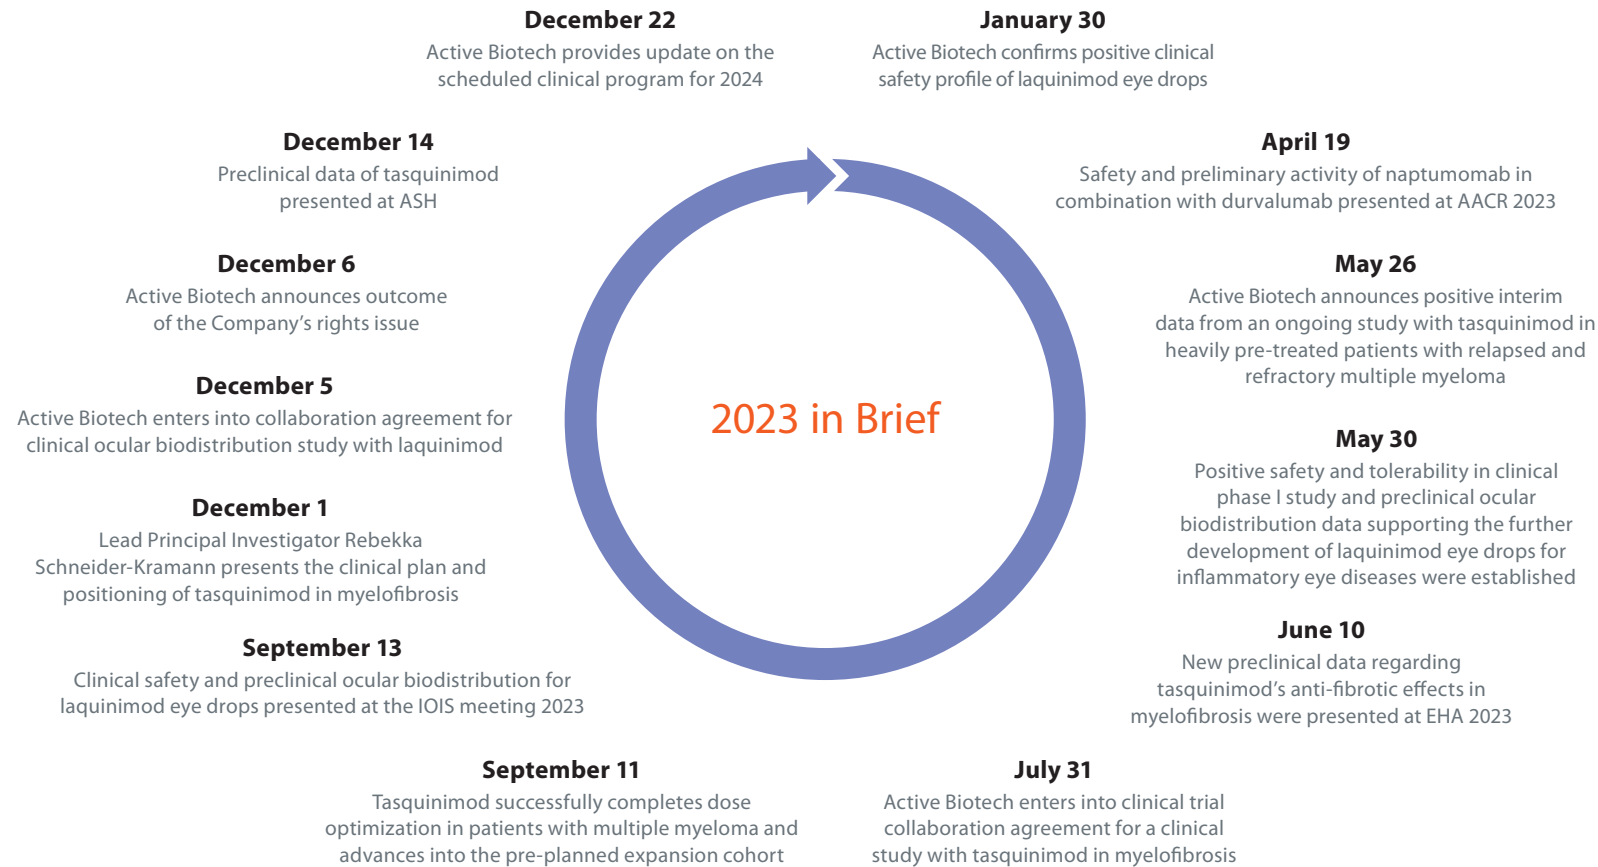 2023 in Brief
January 30
Active Biotech confirms positive clinical
safety profile of laquinimod eye drops
April 19
Safety and preliminary activity of naptumomab in
combination with durvalumab presented at AACR 2023
May 26
Active Biotech announces positive interim
data from an ongoing study with tasquinimod in
heavily pre-treated patients with relapsed and
refractory multiple myeloma
May 30
Positive safety and tolerability in clinical
phase I study and preclinical ocular
biodistribution data supporting the further
development of laquinimod eye drops for
inflammatory eye diseases were established
June 10
New preclinical data regarding
tasquinimod’s anti-fibrotic effects in
myelofibrosis were presented at EHA 2023
July 31
Active Biotech enters into clinical trial
collaboration agreement for a clinical
study with tasquinimod in myelofibrosis
September 11
Tasquinimod successfully completes dose
optimization in patients with multiple myeloma and
advances into the pre-planned expansion cohort
September 13
Clinical safety and preclinical ocular biodistribution for
laquinimod eye drops presented at the IOIS meeting 2023
December 1
Lead Principal Investigator Rebekka
Schneider-Kramann presents the clinical plan and
positioning of tasquinimod in myelofibrosis
December 5
Active Biotech enters into collaboration agreement for
clinical ocular biodistribution study with laquinimod
December 6
Active Biotech announces outcome
of the Company’s rights issue
December 14
Preclinical data of tasquinimod
presented at ASH
December 22
Active Biotech provides update on the
scheduled clinical program for 2024